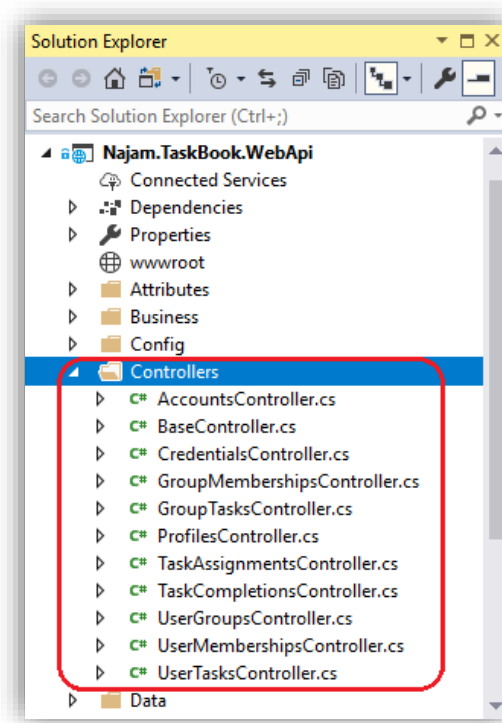 Solution Explorer
Search Solution Explorer (Ctrl+;)
Najam.TaskBook.WebApi
Connected Services
Dependencies
Properties
wwwroot
Attributes
Business
Config
Controllers
C# AccountsController.cs
C# BaseController.cs
C# CredentialsController.cs
C# GroupMembershipsController.cs
C# GroupTasksController.cs
C# ProfilesController.cs
C# TaskAssignmentsController.cs
C# TaskCompletionsController.cs
C# UserGroupsController.cs
C# UserMembershipsController.cs
C# UserTasksController.cs
Data